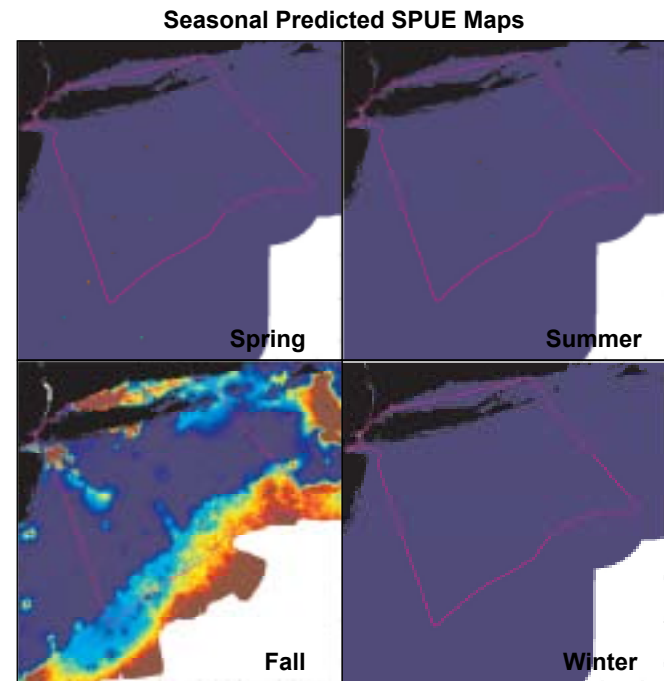 Seasonal Predicted SPUE Maps
Spring
Summer
Fall
Winter